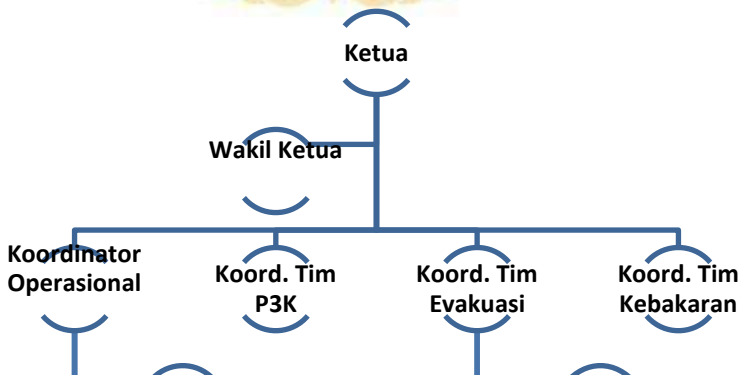 Ketua
Wakil Ketua
Koordinator
Operasional
Koord. Tim
P3K
Koord. Tim
Evakuasi
Koord. Tim
Kebakaran